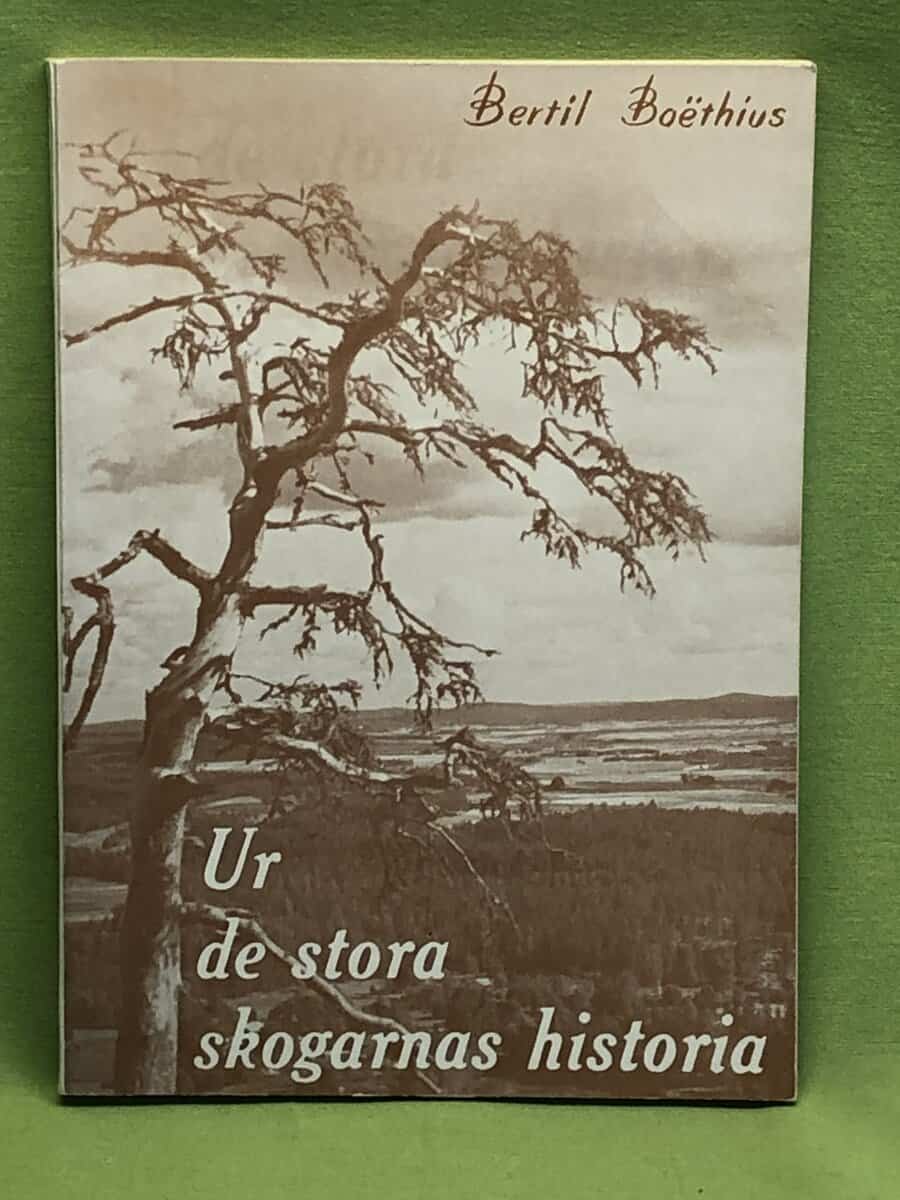 Bertil Boëthius
Ur
de stora
skogarnas historia